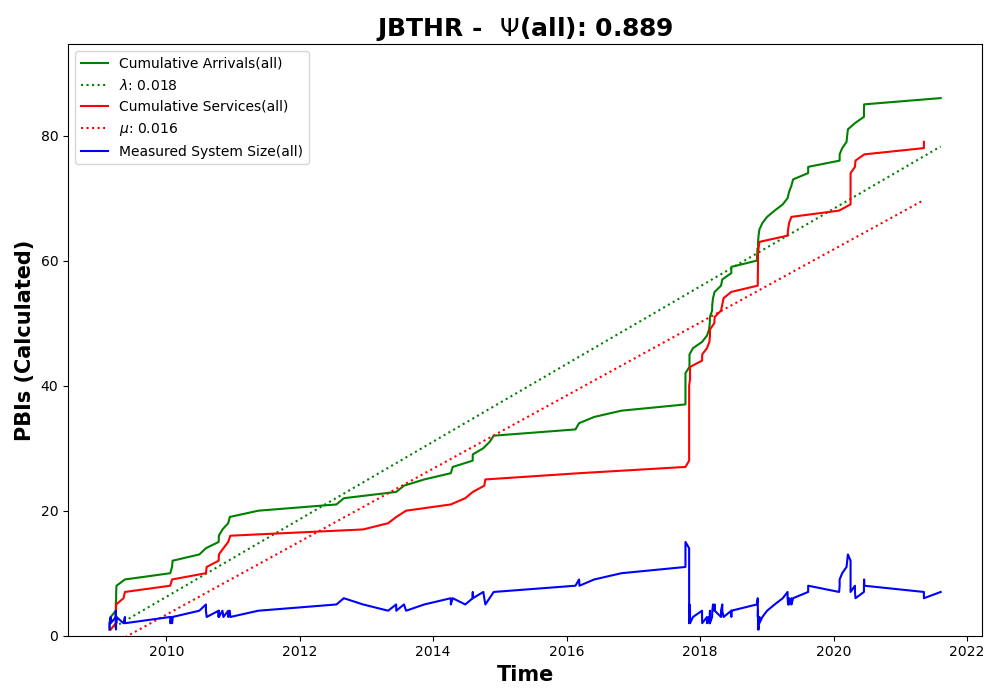 JBTHR - Ψ(all): 0.889
Cumulative Arrivals(all)
λ: 0.018
Cumulative Services(all)
μ: 0.016
Measured System Size(all)
PBIs (Calculated)
80
60
40
20
0
2010 2012 2014 2016 2018 2020 2022
Time